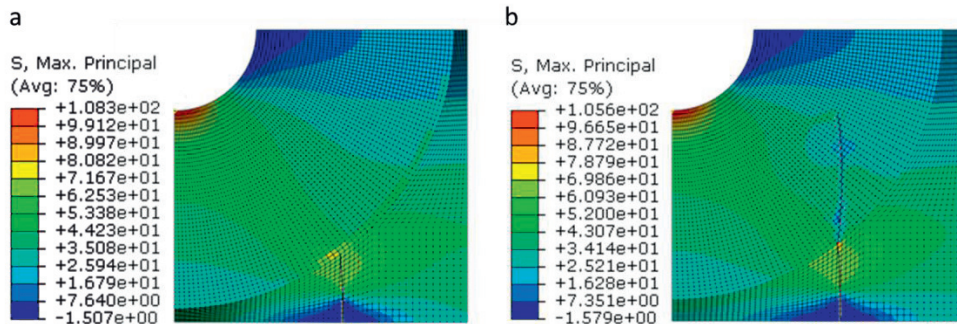 a
S, Max. Principal
(Avg: 75%)
+1.083e+02
+9.912e+01
+8.997e+01
+8.082e+01
+7.167e+01
+6.253e+01
+5.338e+01
+4.423e+01
+3.508e+01
+2.594e+01
+1.679e+01
+7.640e+00
-1.507e+00
b
S, Max. Principal
(Avg: 75%)
+1.056e+02
+9.665e+01
+8.772e+01
+7.879e+01
+6.986e+01
+6.093e+01
+5.200e+01
+4.307e+01
+3.414e+01
+2.521e+01
+1.628e+01
+7.351e+00
-1.579e+00